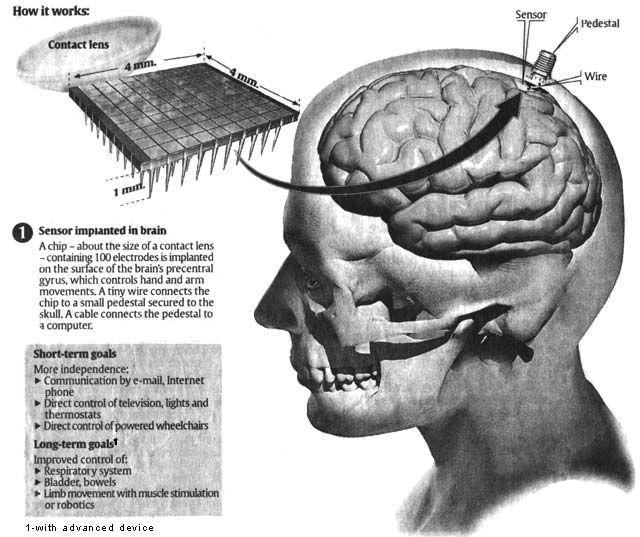 How it works:
Contact lens
4 mm.
4 mm.
1 mm.
Sensor
Pedestal
Wire
1 Sensor implanted in brain
A chip – about the size of a contact lens
– containing 100 electrodes is implanted
on the surface of the brain's precentral
gyrus, which controls hand and arm
movements. A tiny wire connects the
chip to a small pedestal secured to the
skull. A cable connects the pedestal to
a computer.
Short-term goals
More independence:
▶ Communication by e-mail, Internet
phone
▶ Direct control of television, lights and
thermostats
▶ Direct control of powered wheelchairs
Long-term goals¹
Improved control of:
▶ Respiratory system
▶ Bladder, bowels
▶ Limb movement with muscle stimulation
or robotics
1-with advanced device